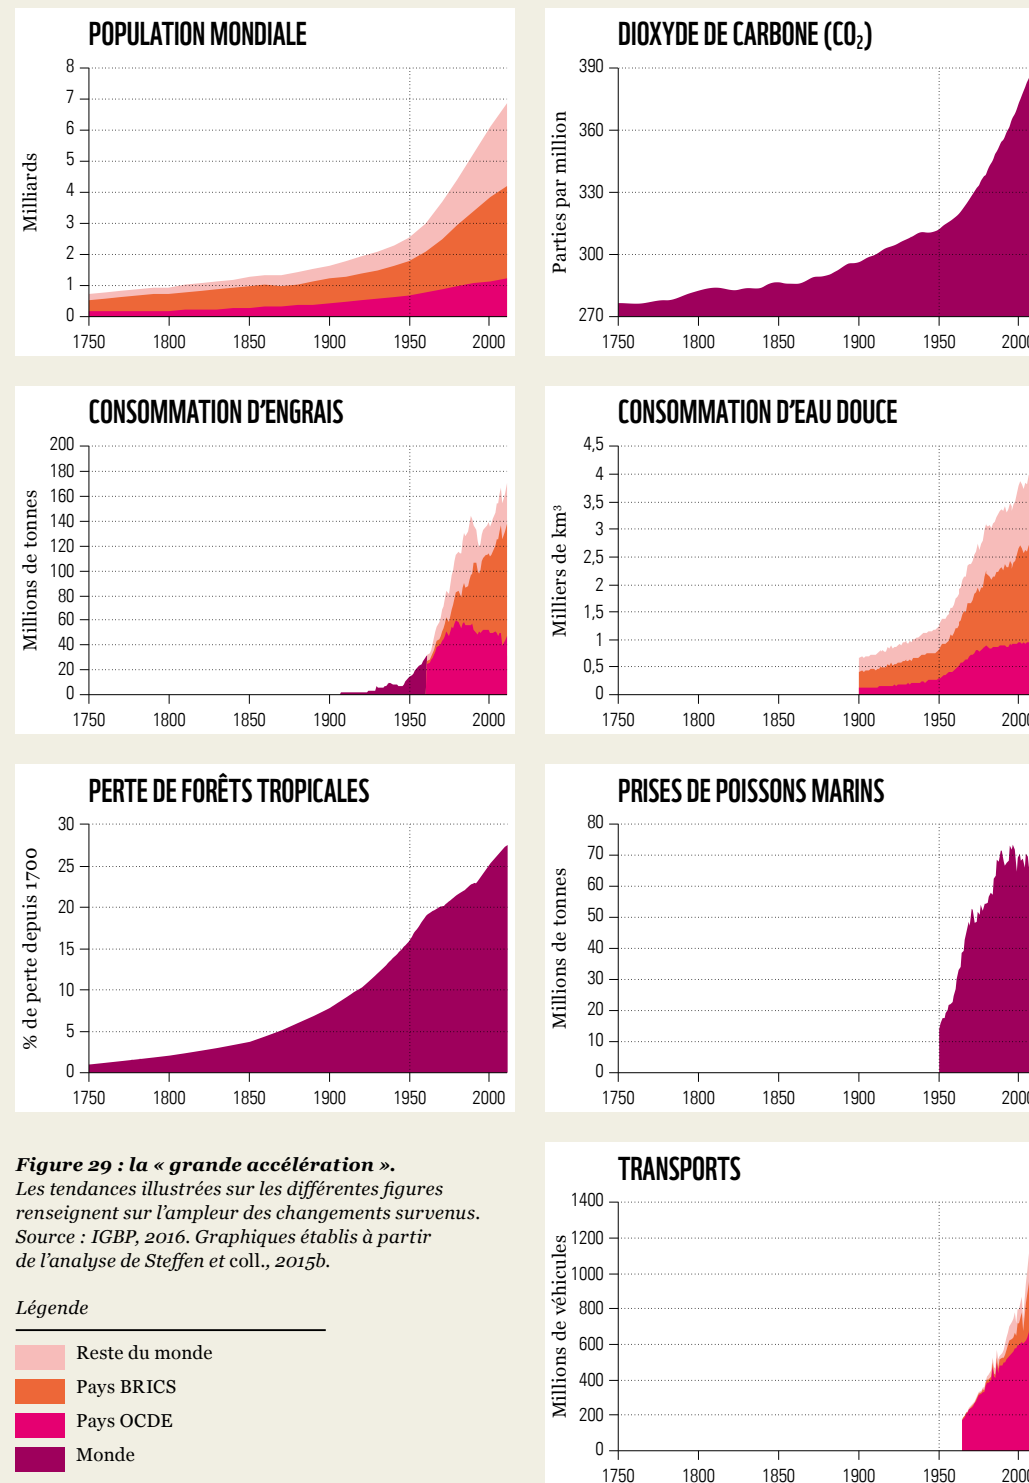 POPULATION MONDIALE
Milliards
8
7
6
5
4
3
2
1
0
1750 1800 1850 1900 1950 2000
DIOXYDE DE CARBONE (CO₂)
Parties par million
390
360
330
300
270
1750 1800 1850 1900 1950 2000
CONSOMMATION D'ENGRAIS
Millions de tonnes
200
180
160
140
120
100
80
60
40
20
0
1750 1800 1850 1900 1950 2000
CONSOMMATION D'EAU DOUCE
Milliers de km³
4,5
4
3,5
3
2,5
2
1,5
1
0,5
0
1750 1800 1850 1900 1950 2000
PERTE DE FORÊTS TROPICALES
% de perte depuis 1700
30
25
20
15
10
5
0
1750 1800 1850 1900 1950 2000
PRISES DE POISSONS MARINS
Millions de tonnes
80
70
60
50
40
30
20
10
0
1750 1800 1850 1900 1950 2000
Figure 29 : la « grande accélération ».
Les tendances illustrées sur les différentes figures
renseignent sur l'ampleur des changements survenus.
Source : IGBP, 2016. Graphiques établis à partir
de l'analyse de Steffen et coll., 2015b.
Légende
Reste du monde
Pays BRICS
Pays OCDE
Monde
TRANSPORTS
Millions de véhicules
1400
1200
1000
800
600
400
200
0
1750 1800 1850 1900 1950 2000